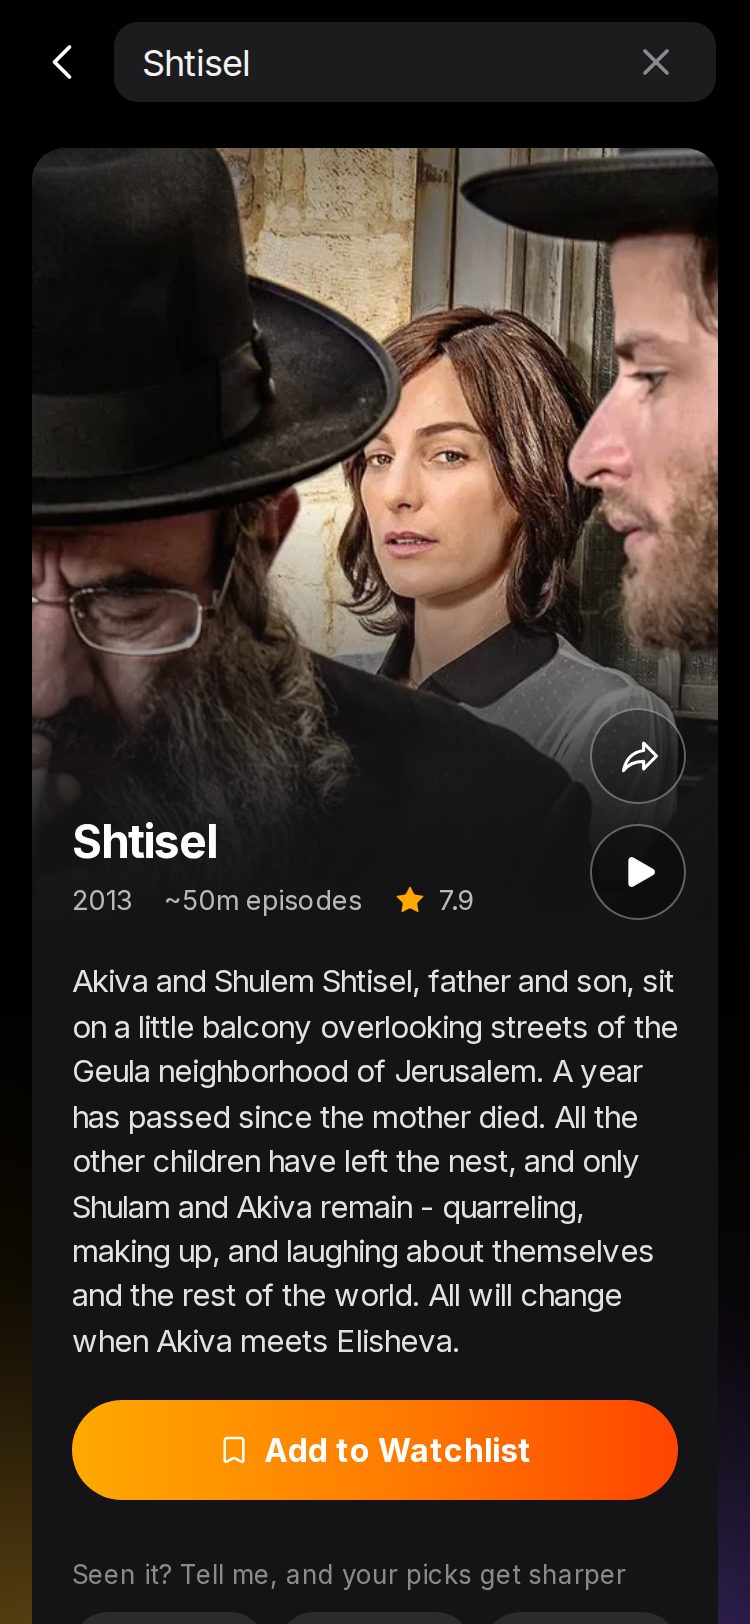 Shtisel
Shtisel
2013 ~50m episodes 7.9
Akiva and Shulem Shtisel, father and son, sit
on a little balcony overlooking streets of the
Geula neighborhood of Jerusalem. A year
has passed since the mother died. All the
other children have left the nest, and only
Shulam and Akiva remain - quarreling,
making up, and laughing about themselves
and the rest of the world. All will change
when Akiva meets Elisheva.
Add to Watchlist
Seen it? Tell me, and your picks get sharper